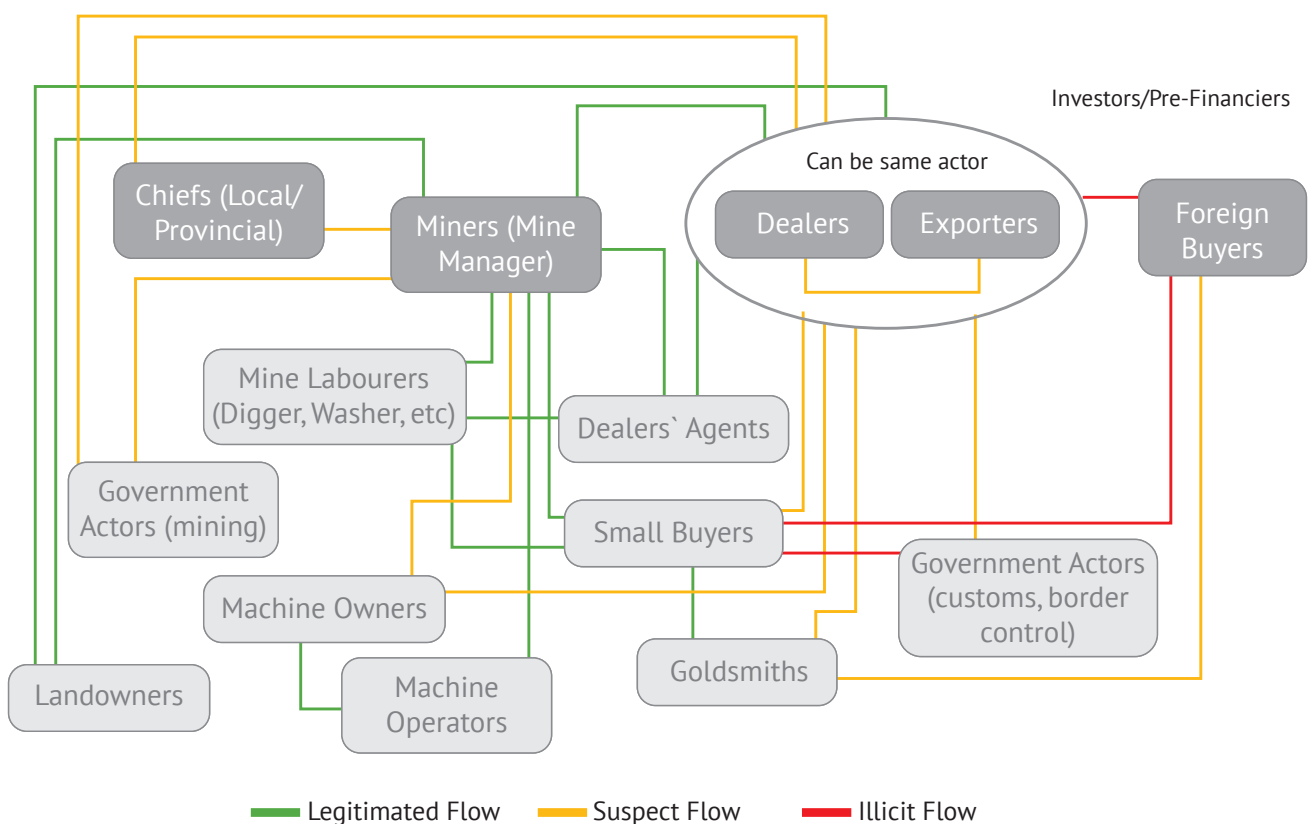 Investors/Pre-Financiers
Can be same actor
Chiefs (Local/
Provincial)
Miners (Mine
Manager)
Dealers
Exporters
Foreign
Buyers
Mine Labourers
(Digger, Washer, etc)
Dealers` Agents
Government
Actors (mining)
Small Buyers
Government Actors
(customs, border
control)
Machine Owners
Goldsmiths
Landowners
Machine
Operators
Legitimated Flow
Suspect Flow
Illicit Flow